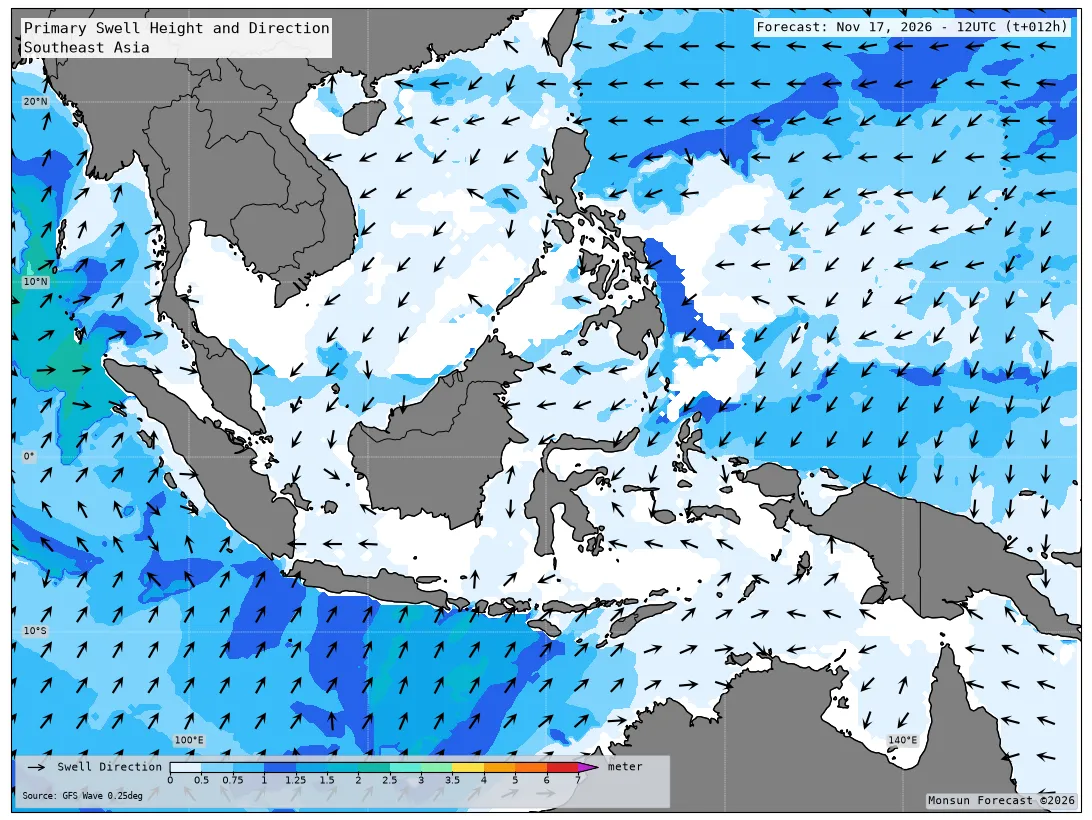 Primary Swell Height and Direction
Southeast Asia
Forecast: Nov 17, 2026 - 12UTC (t+012h)
20°N
10°N
0°
10°S
100°E
140°E
Swell Direction
meter
0 0.5 0.75 1 1.25 1.5 2 2.5 3 3.5 4 5 6 7
Source: GFS Wave 0.25deg
Monsun Forecast ©2026